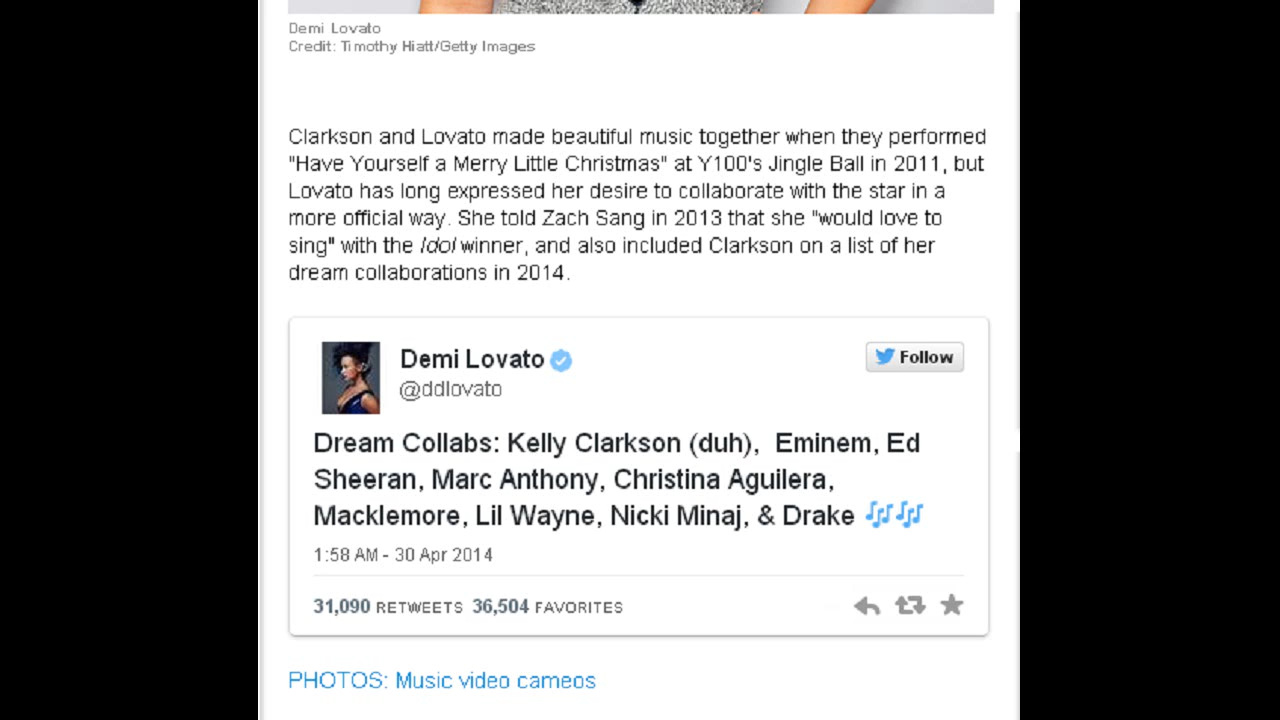 Demi Lovato
Credit: Timothy Hiatt/Getty Images
Clarkson and Lovato made beautiful music together when they performed
"Have Yourself a Merry Little Christmas" at Y100's Jingle Ball in 2011, but
Lovato has long expressed her desire to collaborate with the star in a
more official way. She told Zach Sang in 2013 that she "would love to
sing" with the Idol winner, and also included Clarkson on a list of her
dream collaborations in 2014.
Demi Lovato
Follow
@ddlovato
Dream Collabs: Kelly Clarkson (duh),  Eminem, Ed
Sheeran, Marc Anthony, Christina Aguilera,
Macklemore, Lil Wayne, Nicki Minaj, & Drake 🎶🎶
1:58 AM - 30 Apr 2014
31,090 RETWEETS 36,504 FAVORITES
PHOTOS: Music video cameos